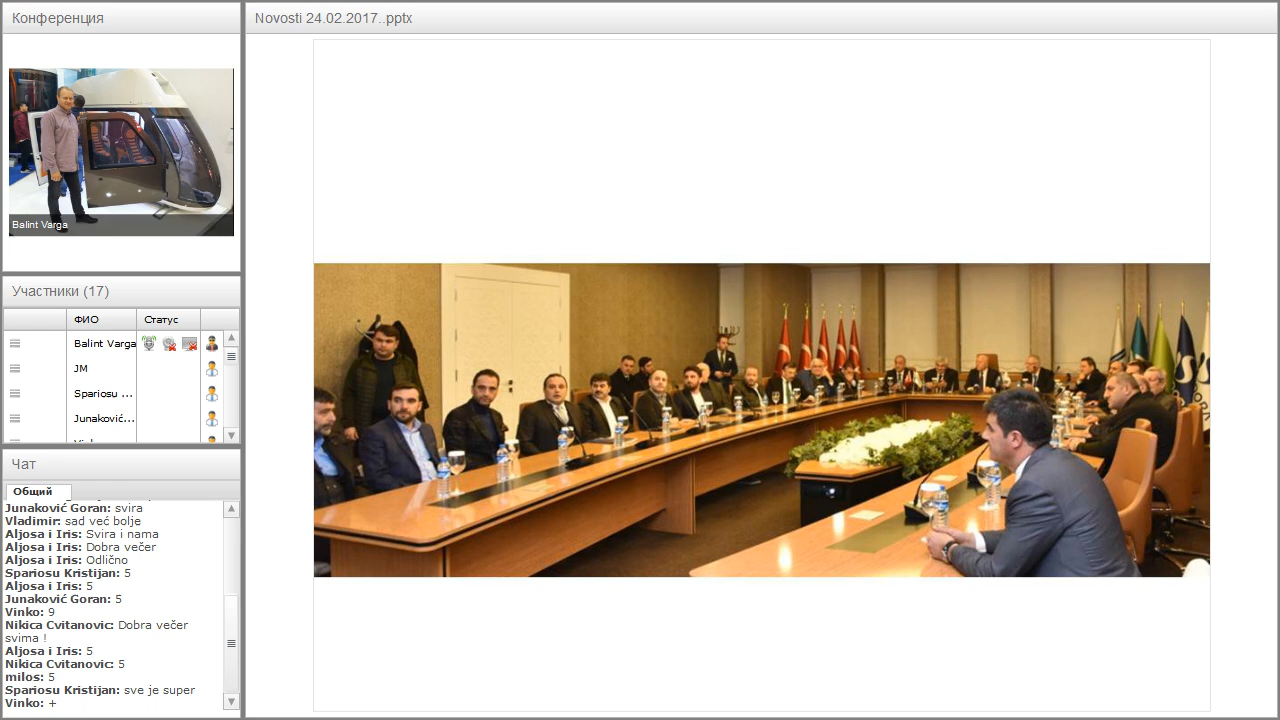 Конференция
Balint Varga
Участники (17)
ФИО
Статус
Balint Varga
JM
Spariosu ...
Junaković...
Чат
Общий
Junaković Goran: svira
Vladimir: sad već bolje
Aljosa i Iris: Svira i nama
Aljosa i Iris: Dobra večer
Aljosa i Iris: Odlično
Spariosu Kristijan: 5
Aljosa i Iris: 5
Junaković Goran: 5
Vinko: 9
Nikica Cvitanovic: Dobra večer
svima !
Aljosa i Iris: 5
Nikica Cvitanovic: 5
milos: 5
Spariosu Kristijan: sve je super
Vinko: +
Novosti 24.02.2017..pptx